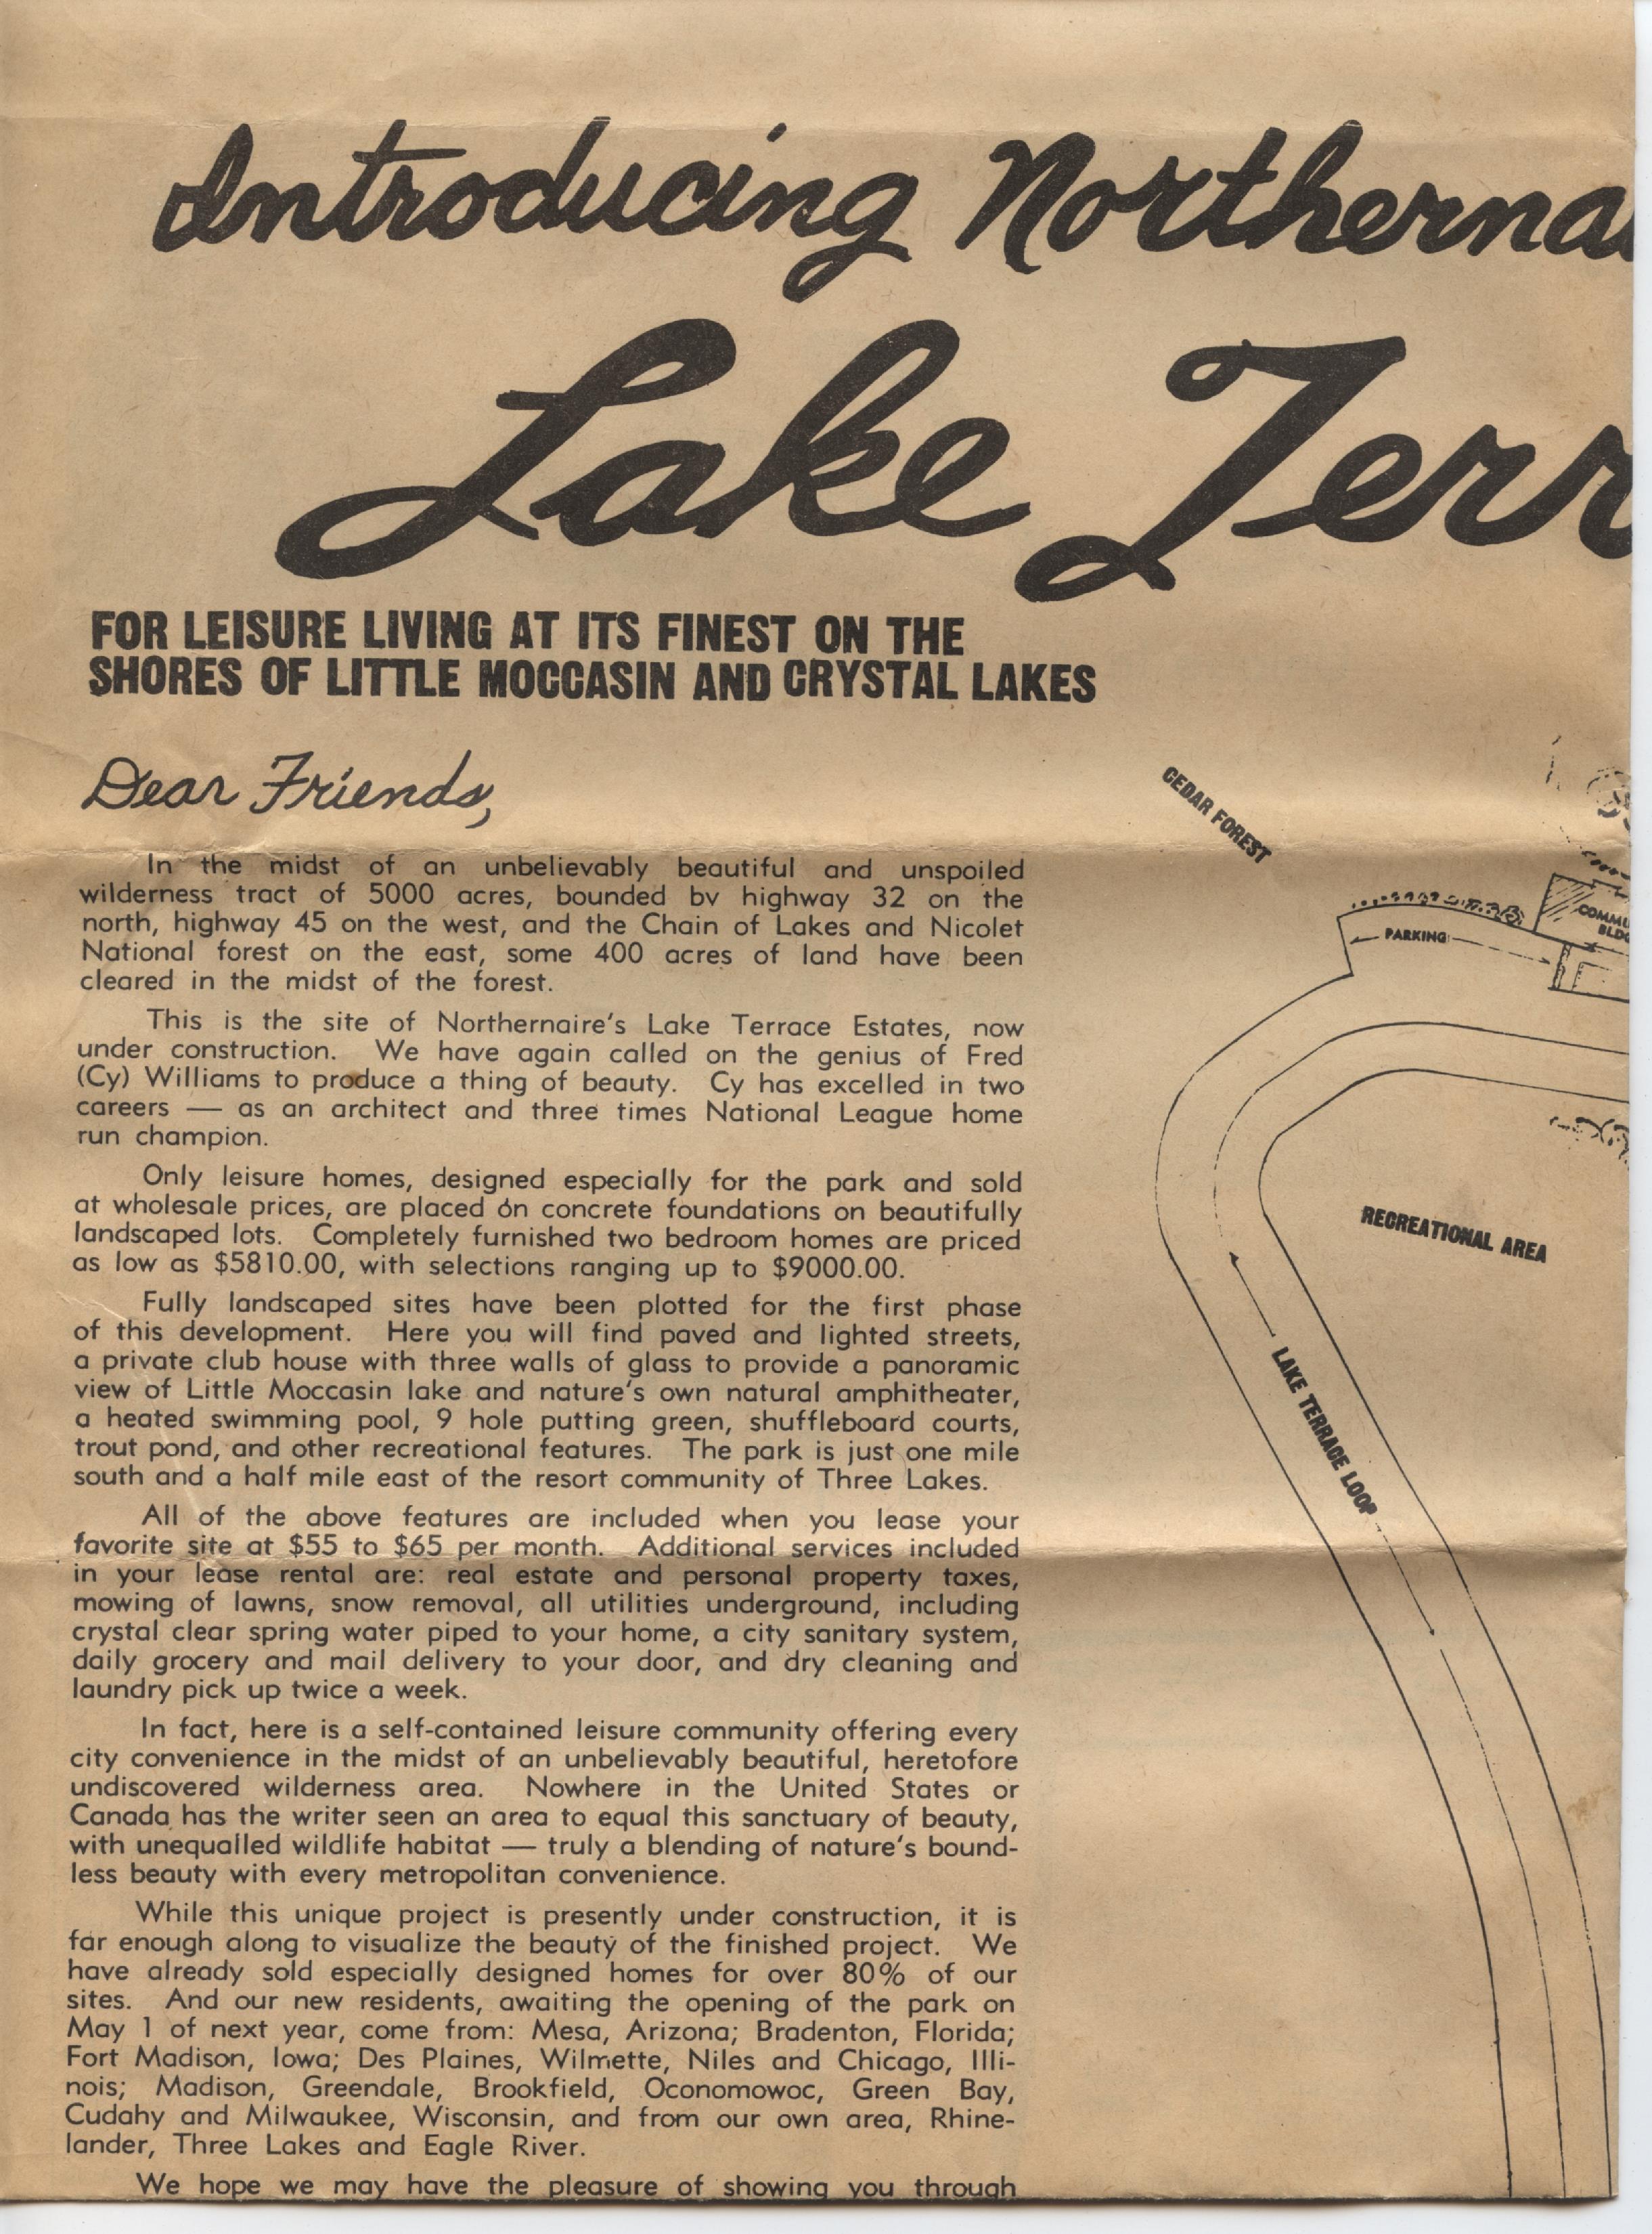 Introducing Northerna
Lake Terr
FOR LEISURE LIVING AT ITS FINEST ON THE
SHORES OF LITTLE MOCCASIN AND CRYSTAL LAKES
Dear Friends,
In the midst of an unbelievably beautiful and unspoiled
wilderness tract of 5000 acres, bounded by highway 32 on the
north, highway 45 on the west, and the Chain of Lakes and Nicolet
National forest on the east, some 400 acres of land have been
cleared in the midst of the forest.
This is the site of Northernaire's Lake Terrace Estates, now
under construction. We have again called on the genius of Fred
(Cy) Williams to produce a thing of beauty. Cy has excelled in two
careers — as an architect and three times National League home
run champion.
Only leisure homes, designed especially for the park and sold
at wholesale prices, are placed on concrete foundations on beautifully
landscaped lots. Completely furnished two bedroom homes are priced
as low as $5810.00, with selections ranging up to $9000.00.
Fully landscaped sites have been plotted for the first phase
of this development. Here you will find paved and lighted streets,
a private club house with three walls of glass to provide a panoramic
view of Little Moccasin lake and nature's own natural amphitheater,
a heated swimming pool, 9 hole putting green, shuffleboard courts,
trout pond, and other recreational features. The park is just one mile
south and a half mile east of the resort community of Three Lakes.
All of the above features are included when you lease your
favorite site at $55 to $65 per month. Additional services included
in your lease rental are: real estate and personal property taxes,
mowing of lawns, snow removal, all utilities underground, including
crystal clear spring water piped to your home, a city sanitary system,
daily grocery and mail delivery to your door, and dry cleaning and
laundry pick up twice a week.
In fact, here is a self-contained leisure community offering every
city convenience in the midst of an unbelievably beautiful, heretofore
undiscovered wilderness area. Nowhere in the United States or
Canada has the writer seen an area to equal this sanctuary of beauty,
with unequalled wildlife habitat — truly a blending of nature's bound-
less beauty with every metropolitan convenience.
While this unique project is presently under construction, it is
far enough along to visualize the beauty of the finished project. We
have already sold especially designed homes for over 80% of our
sites. And our new residents, awaiting the opening of the park on
May 1 of next year, come from: Mesa, Arizona; Bradenton, Florida;
Fort Madison, Iowa; Des Plaines, Wilmette, Niles and Chicago, Illi-
nois; Madison, Greendale, Brookfield, Oconomowoc, Green Bay,
Cudahy and Milwaukee, Wisconsin, and from our own area, Rhine-
lander, Three Lakes and Eagle River.
We hope we may have the pleasure of showing you through
CEDAR FOREST
COMMU
BLDG
PARKING
RECREATIONAL AREA
LAKE TERRACE LOOP